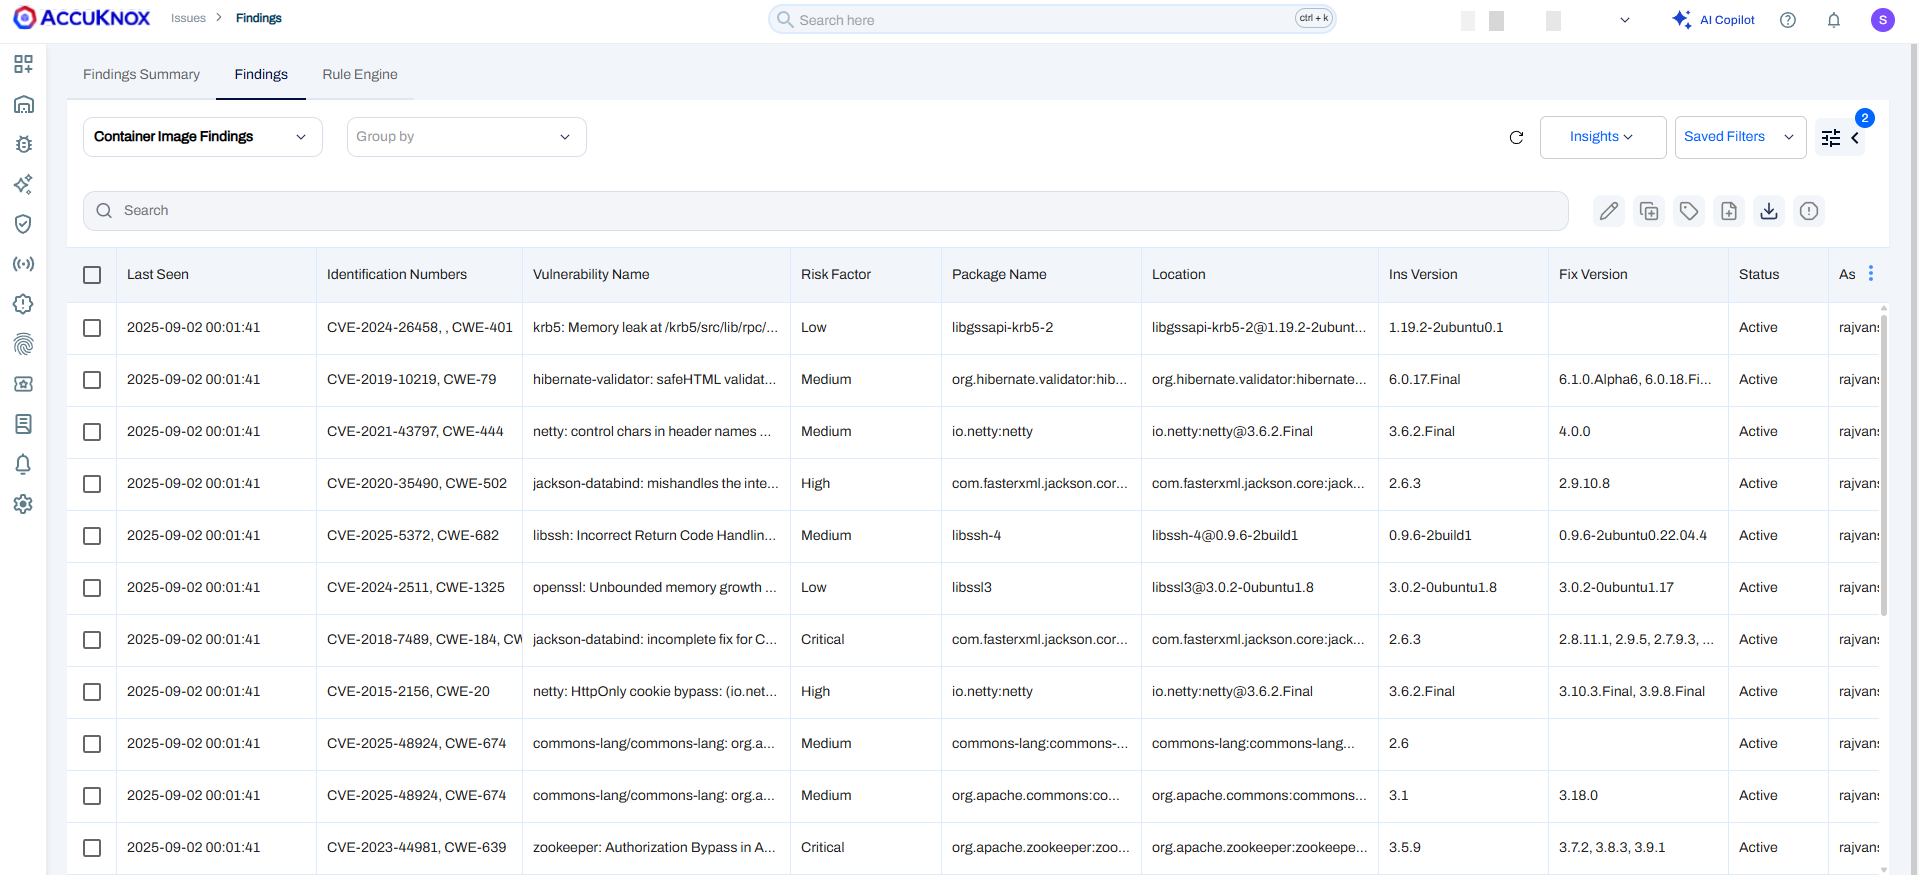 ACCUKNOX Issues > Findings Search here ctrl + k AI Copilot S
Findings Summary Findings Rule Engine
2
Container Image Findings Group by Insights Saved Filters
Search
Last Seen Identification Numbers Vulnerability Name Risk Factor Package Name Location Ins Version Fix Version Status As
2025-09-02 00:01:41 CVE-2024-26458, , CWE-401 krb5: Memory leak at /krb5/src/lib/rpc/... Low libgssapi-krb5-2 libgssapi-krb5-2@1.19.2-2ubunt... 1.19.2-2ubuntu0.1 Active rajvans
2025-09-02 00:01:41 CVE-2019-10219, CWE-79 hibernate-validator: safeHTML validat... Medium org.hibernate.validator:hib... org.hibernate.validator:hibernate... 6.0.17.Final 6.1.0.Alpha6, 6.0.18.Fi... Active rajvans
2025-09-02 00:01:41 CVE-2021-43797, CWE-444 netty: control chars in header names ... Medium io.netty:netty io.netty:netty@3.6.2.Final 3.6.2.Final 4.0.0 Active rajvans
2025-09-02 00:01:41 CVE-2020-35490, CWE-502 jackson-databind: mishandles the inte... High com.fasterxml.jackson.cor... com.fasterxml.jackson.core:jack... 2.6.3 2.9.10.8 Active rajvans
2025-09-02 00:01:41 CVE-2025-5372, CWE-682 libssh: Incorrect Return Code Handlin... Medium libssh-4 libssh-4@0.9.6-2build1 0.9.6-2build1 0.9.6-2ubuntu0.22.04.4 Active rajvans
2025-09-02 00:01:41 CVE-2024-2511, CWE-1325 openssl: Unbounded memory growth ... Low libssl3 libssl3@3.0.2-0ubuntu1.8 3.0.2-0ubuntu1.8 3.0.2-0ubuntu1.17 Active rajvans
2025-09-02 00:01:41 CVE-2018-7489, CWE-184, CW jackson-databind: incomplete fix for C... Critical com.fasterxml.jackson.cor... com.fasterxml.jackson.core:jack... 2.6.3 2.8.11.1, 2.9.5, 2.7.9.3, ... Active rajvans
2025-09-02 00:01:41 CVE-2015-2156, CWE-20 netty: HttpOnly cookie bypass: (io.net... High io.netty:netty io.netty:netty@3.6.2.Final 3.6.2.Final 3.10.3.Final, 3.9.8.Final Active rajvans
2025-09-02 00:01:41 CVE-2025-48924, CWE-674 commons-lang/commons-lang: org.a... Medium commons-lang:commons-... commons-lang:commons-lang... 2.6 Active rajvans
2025-09-02 00:01:41 CVE-2025-48924, CWE-674 commons-lang/commons-lang: org.a... Medium org.apache.commons:co... org.apache.commons:commons... 3.1 3.18.0 Active rajvans
2025-09-02 00:01:41 CVE-2023-44981, CWE-639 zookeeper: Authorization Bypass in A... Critical org.apache.zookeeper:zoo... org.apache.zookeeper:zookeepe... 3.5.9 3.7.2, 3.8.3, 3.9.1 Active rajvans